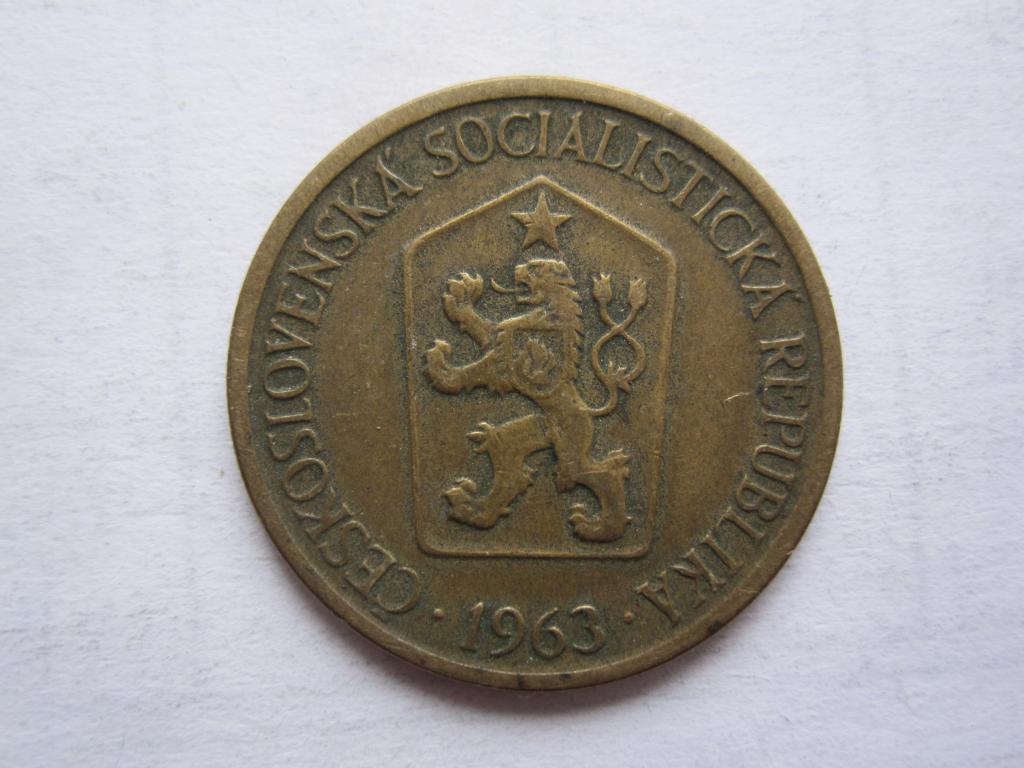 ČESKOSLOVENSKÁ SOCIALISTICKÁ REPUBLIKA
· 1963 ·